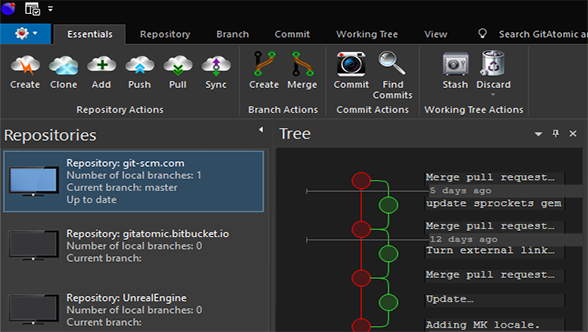 Essentials
Repository
Branch
Commit
Working Tree
View
Search GitAtomic a
Create
Clone
Add
Push
Pull
Sync
Create
Merge
Commit
Find
Commits
Stash
Discard
Repository Actions
Branch Actions
Commit Actions
Working Tree Actions
Repositories
Tree
Repository: git-scm.com
Number of local branches: 1
Current branch: master
Up to date
Repository: gitatomic.bitbucket.io
Number of local branches: 0
Current branch:
Repository: UnrealEngine
Number of local branches: 0
Current branch:
Merge pull request…
5 days ago
update sprockets gem
Merge pull request…
12 days ago
Turn external link…
Merge pull request…
Update…
Adding MK locale.